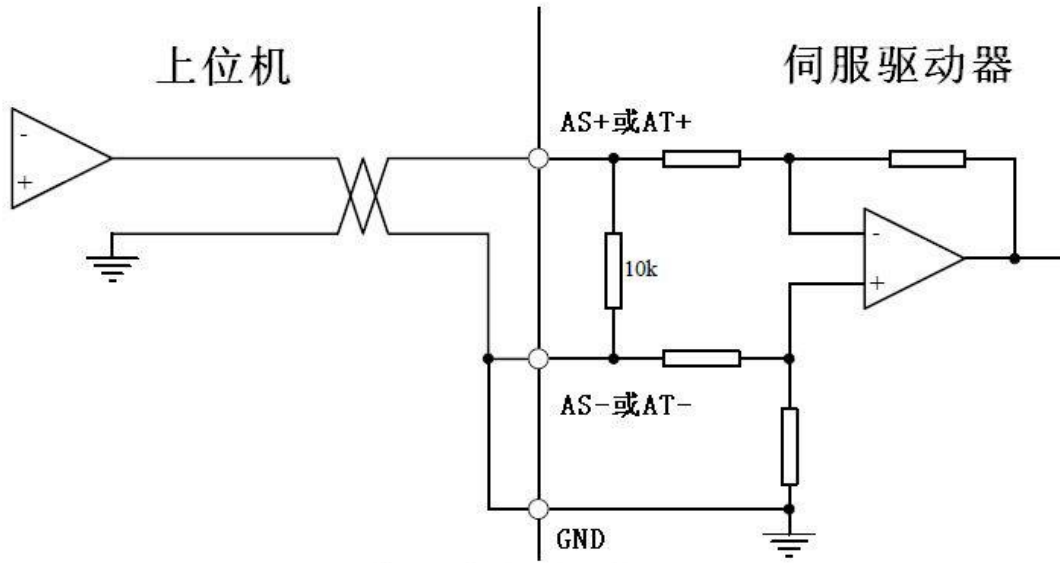 上位机
伺服驱动器
AS+或AT+
-
+
-
10k
+
AS-或AT-
GND